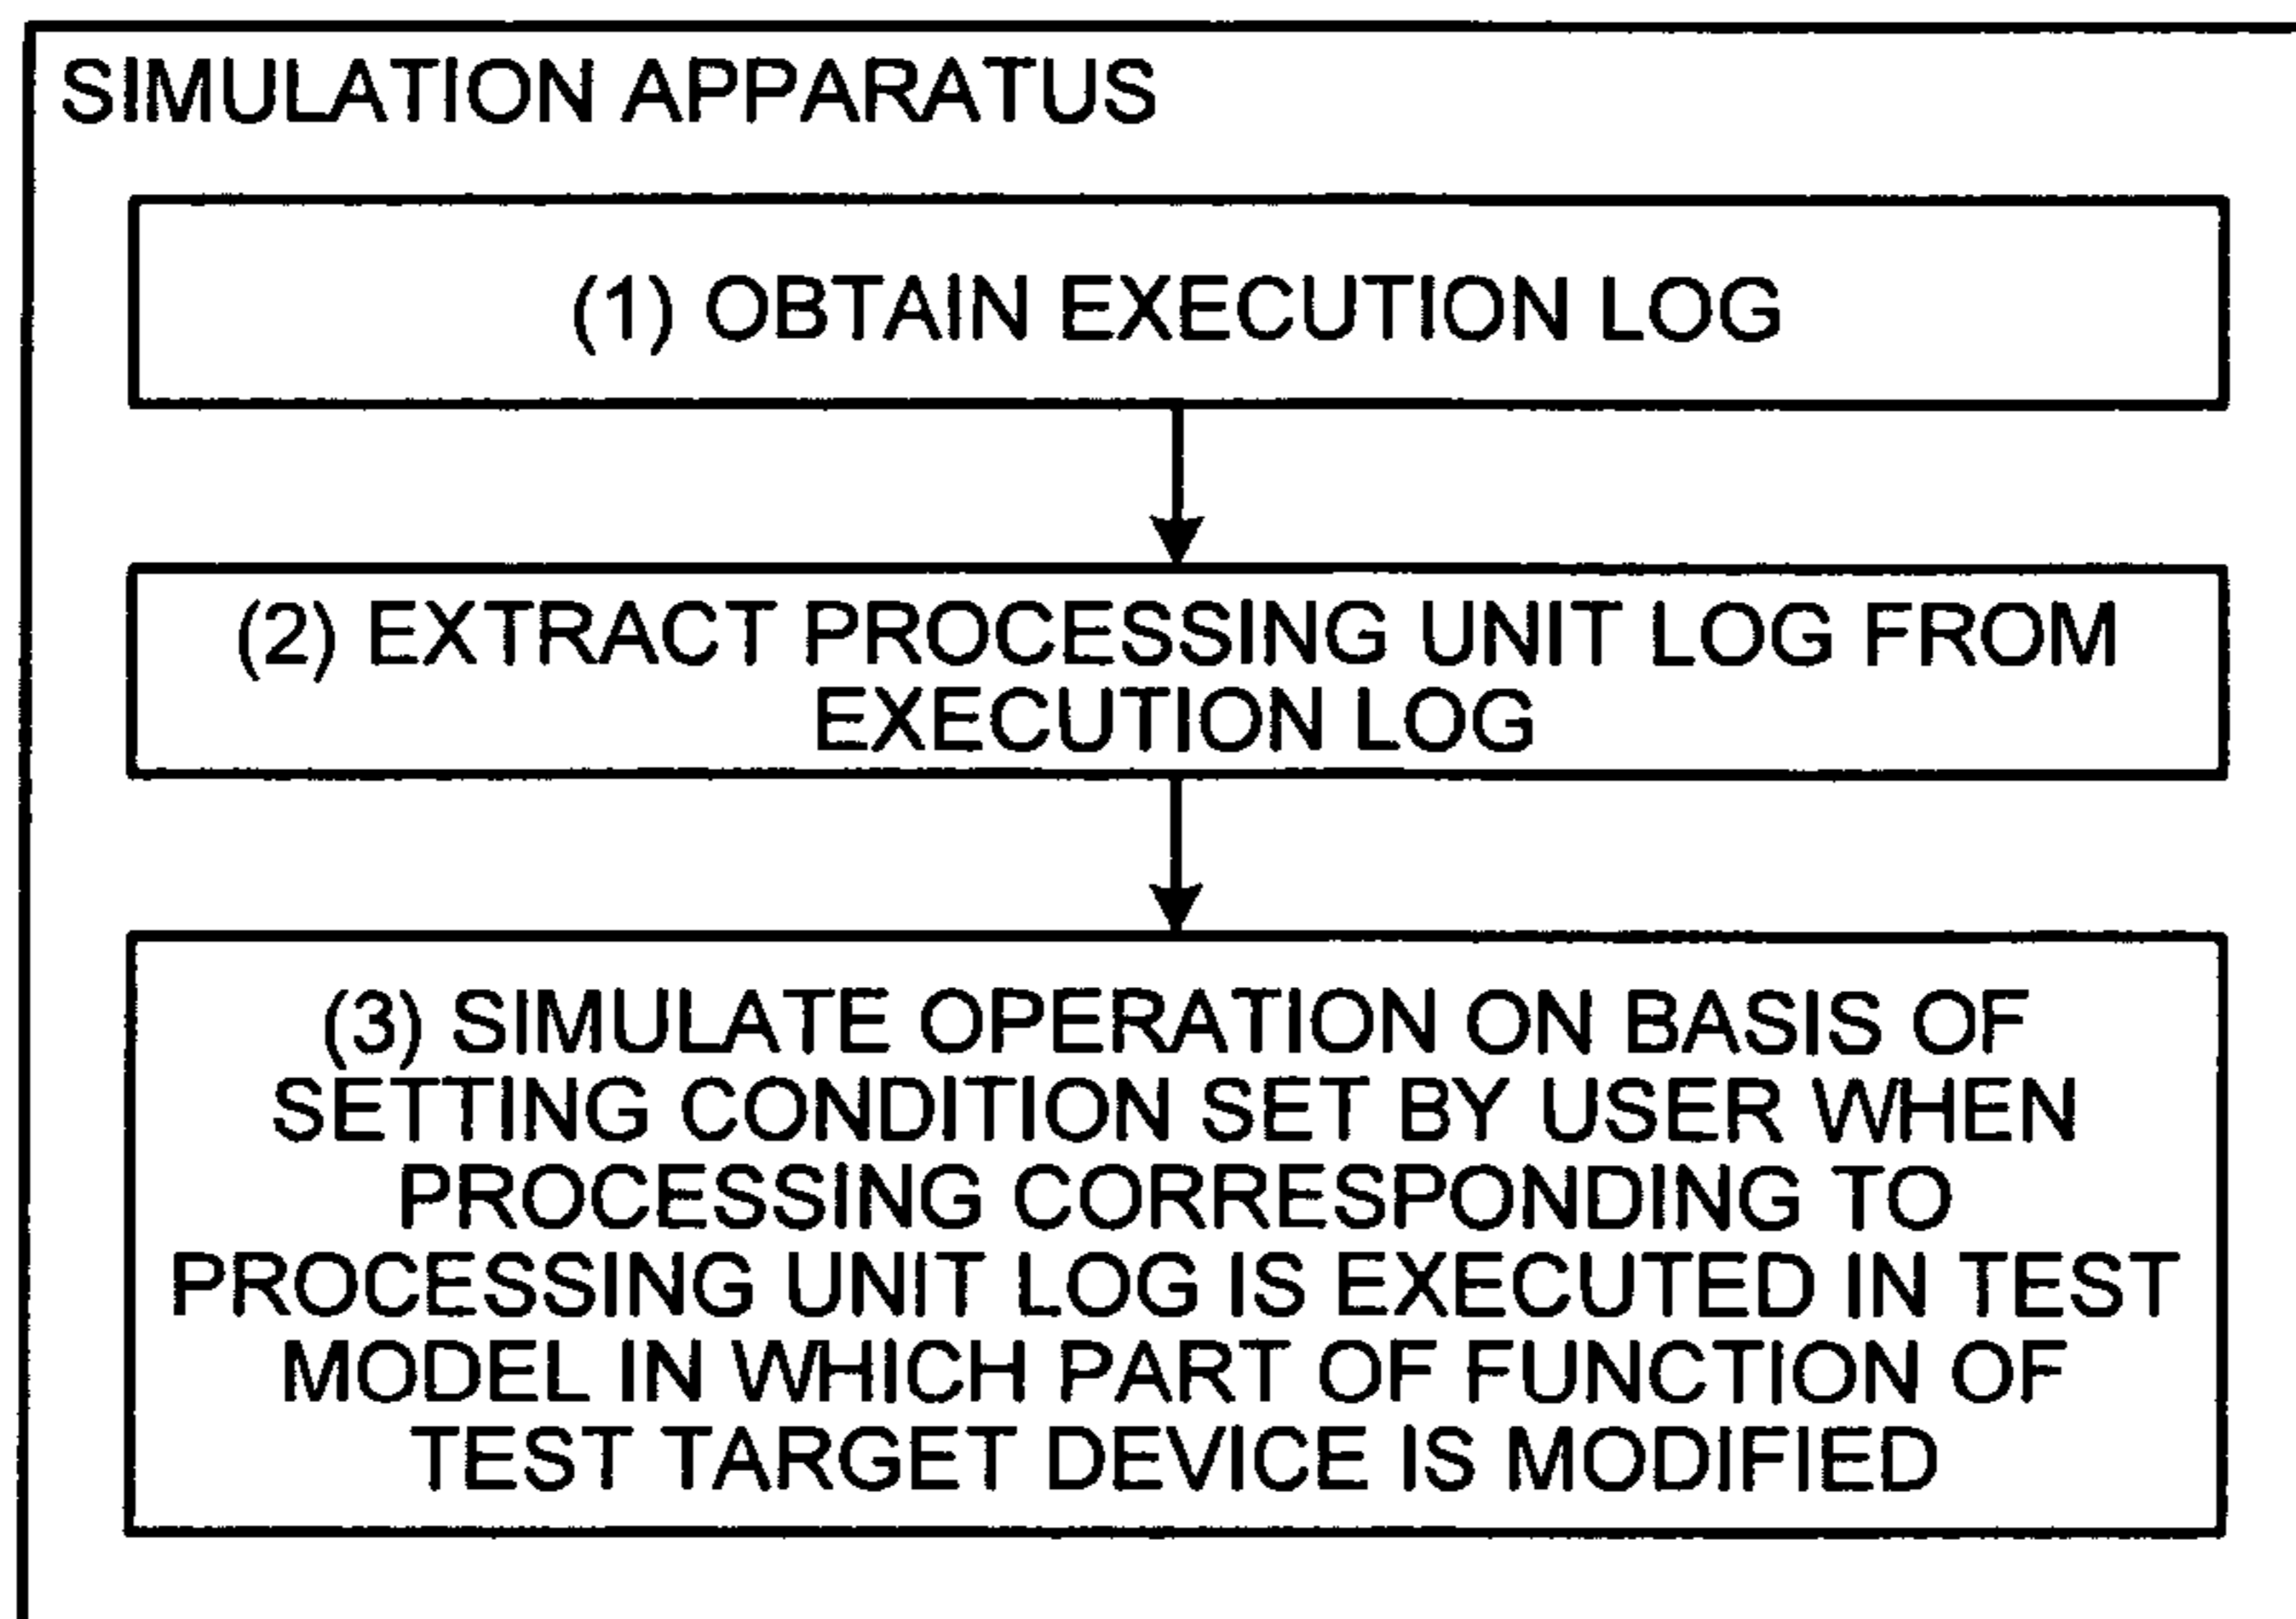 SIMULATION APPARATUS
(1) OBTAIN EXECUTION LOG
(2) EXTRACT PROCESSING UNIT LOG FROM
EXECUTION LOG
(3) SIMULATE OPERATION ON BASIS OF
SETTING CONDITION SET BY USER WHEN
PROCESSING CORRESPONDING TO
PROCESSING UNIT LOG IS EXECUTED IN TEST
MODEL IN WHICH PART OF FUNCTION OF
TEST TARGET DEVICE IS MODIFIED